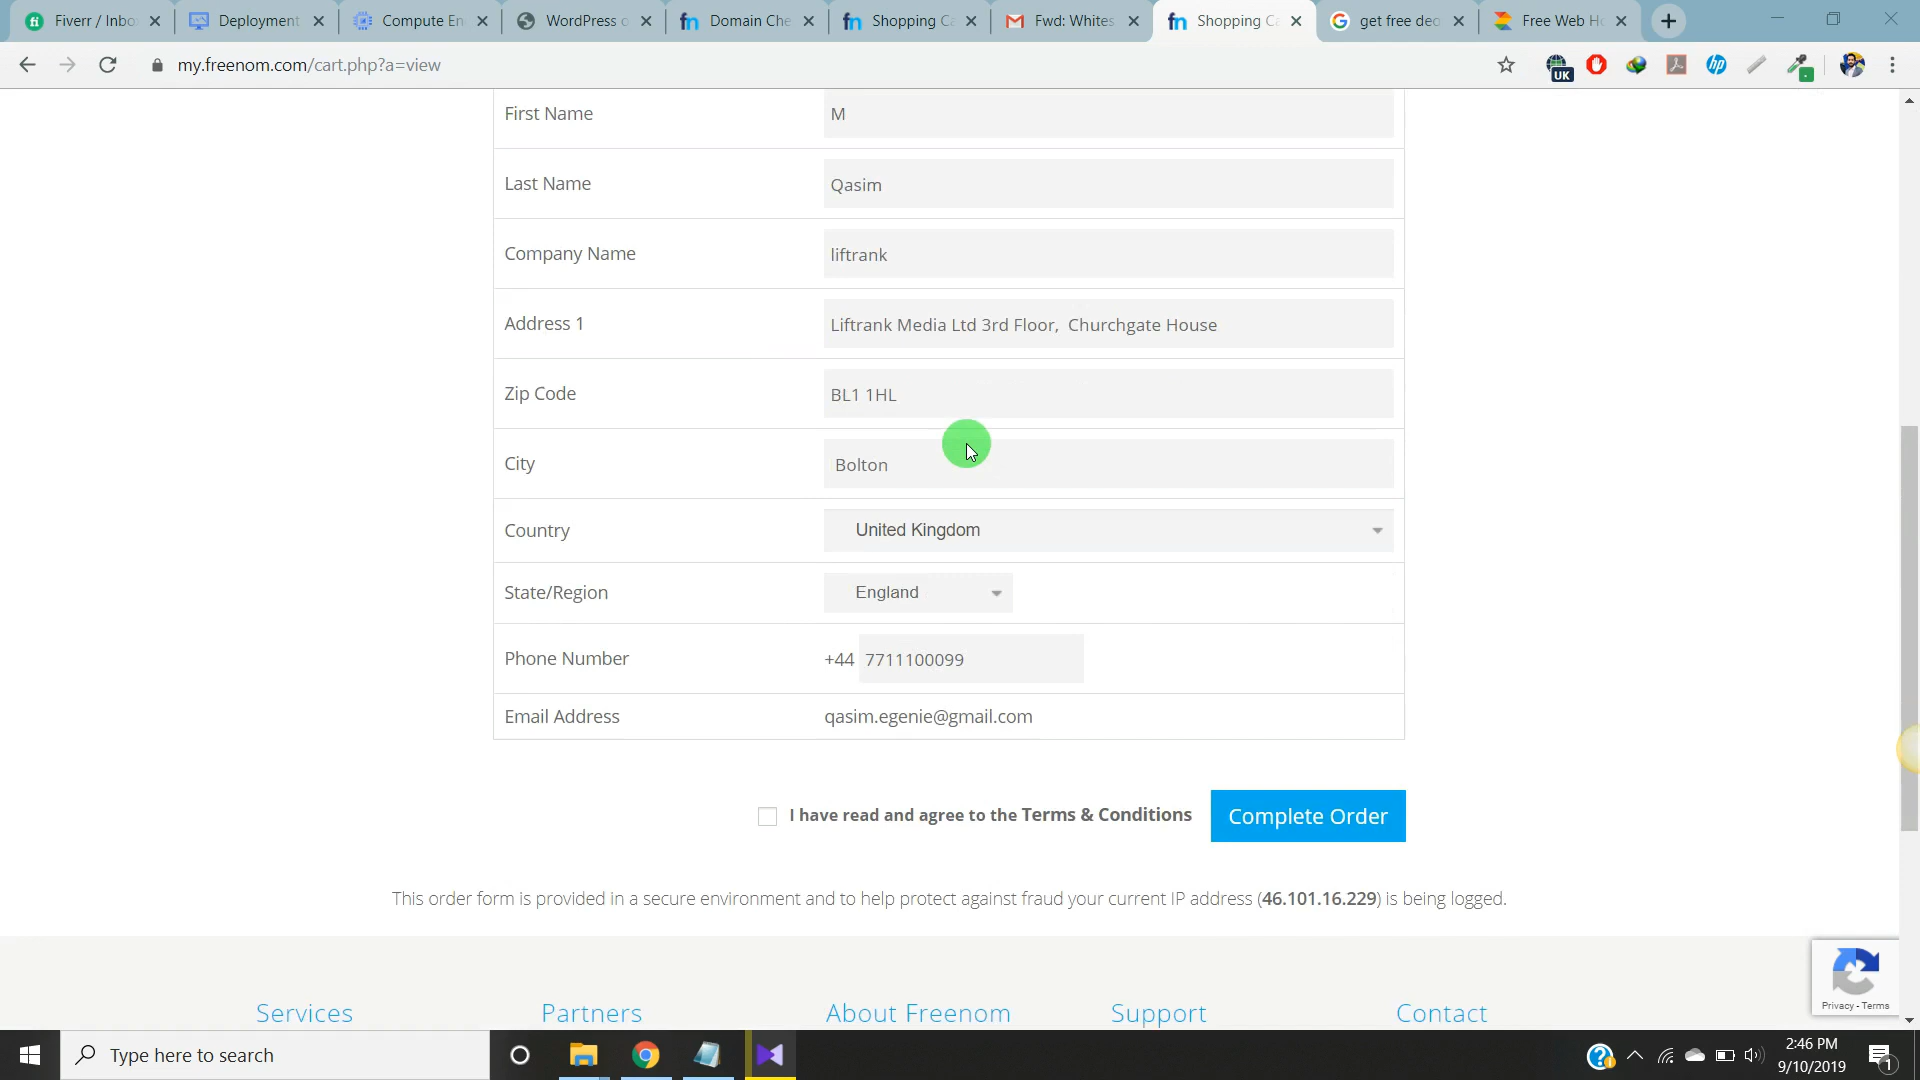 Fiverr / Inbo
Deployment
Compute En
WordPress o
Domain Che
Shopping Ca
Fwd: Whites
Shopping Ca
get free deo
Free Web Ho
my.freenom.com/cart.php?a=view
UK
First Name
M
Last Name
Qasim
Company Name
liftrank
Address 1
Liftrank Media Ltd 3rd Floor,  Churchgate House
Zip Code
BL1 1HL
City
Bolton
Country
United Kingdom
State/Region
England
Phone Number
+44 7711100099
Email Address
qasim.egenie@gmail.com
I have read and agree to the Terms & Conditions
Complete Order
This order form is provided in a secure environment and to help protect against fraud your current IP address (46.101.16.229) is being logged.
Privacy - Terms
Services
Partners
About Freenom
Support
Contact
Type here to search
2:46 PM
9/10/2019
1